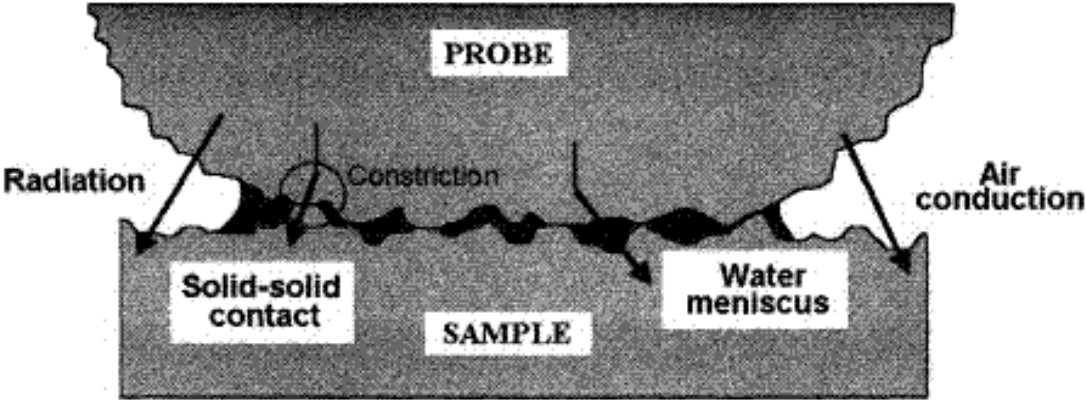 PROBE
Radiation
Constriction
Air
conduction
Solid-solid
contact
Water
meniscus
SAMPLE